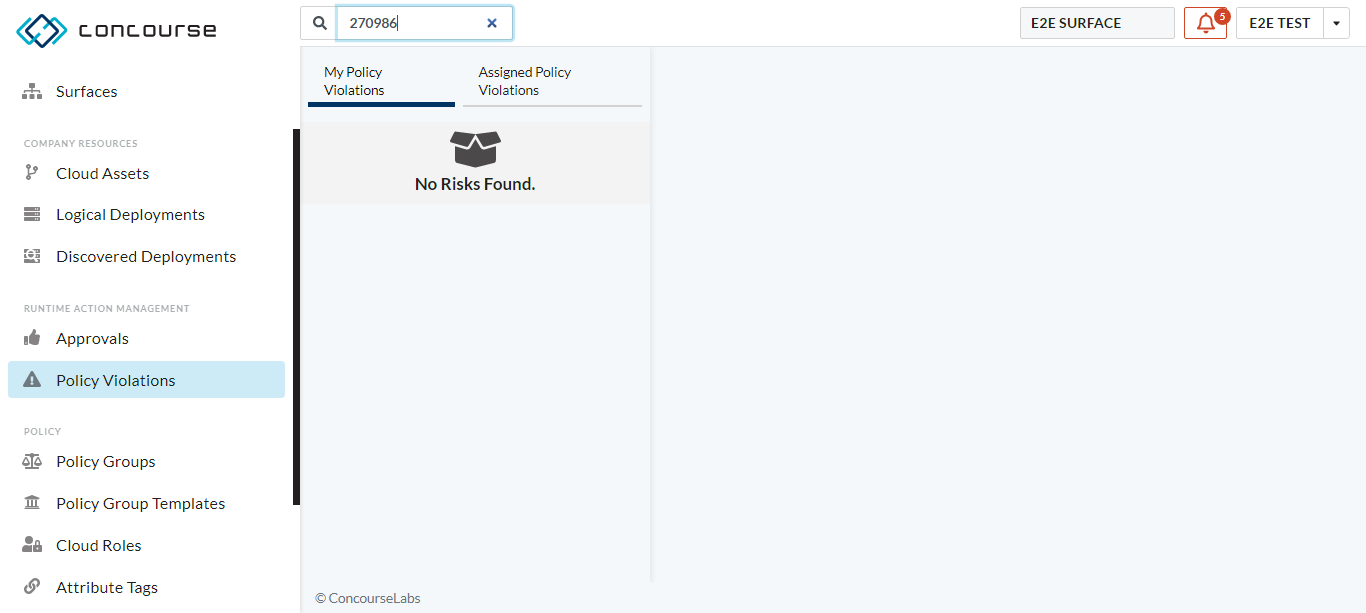 concourse
270986
E2E SURFACE
5
E2E TEST
Surfaces
COMPANY RESOURCES
Cloud Assets
Logical Deployments
Discovered Deployments
RUNTIME ACTION MANAGEMENT
Approvals
Policy Violations
POLICY
Policy Groups
Policy Group Templates
Cloud Roles
Attribute Tags
My Policy
Violations
Assigned Policy
Violations
No Risks Found.
© ConcourseLabs